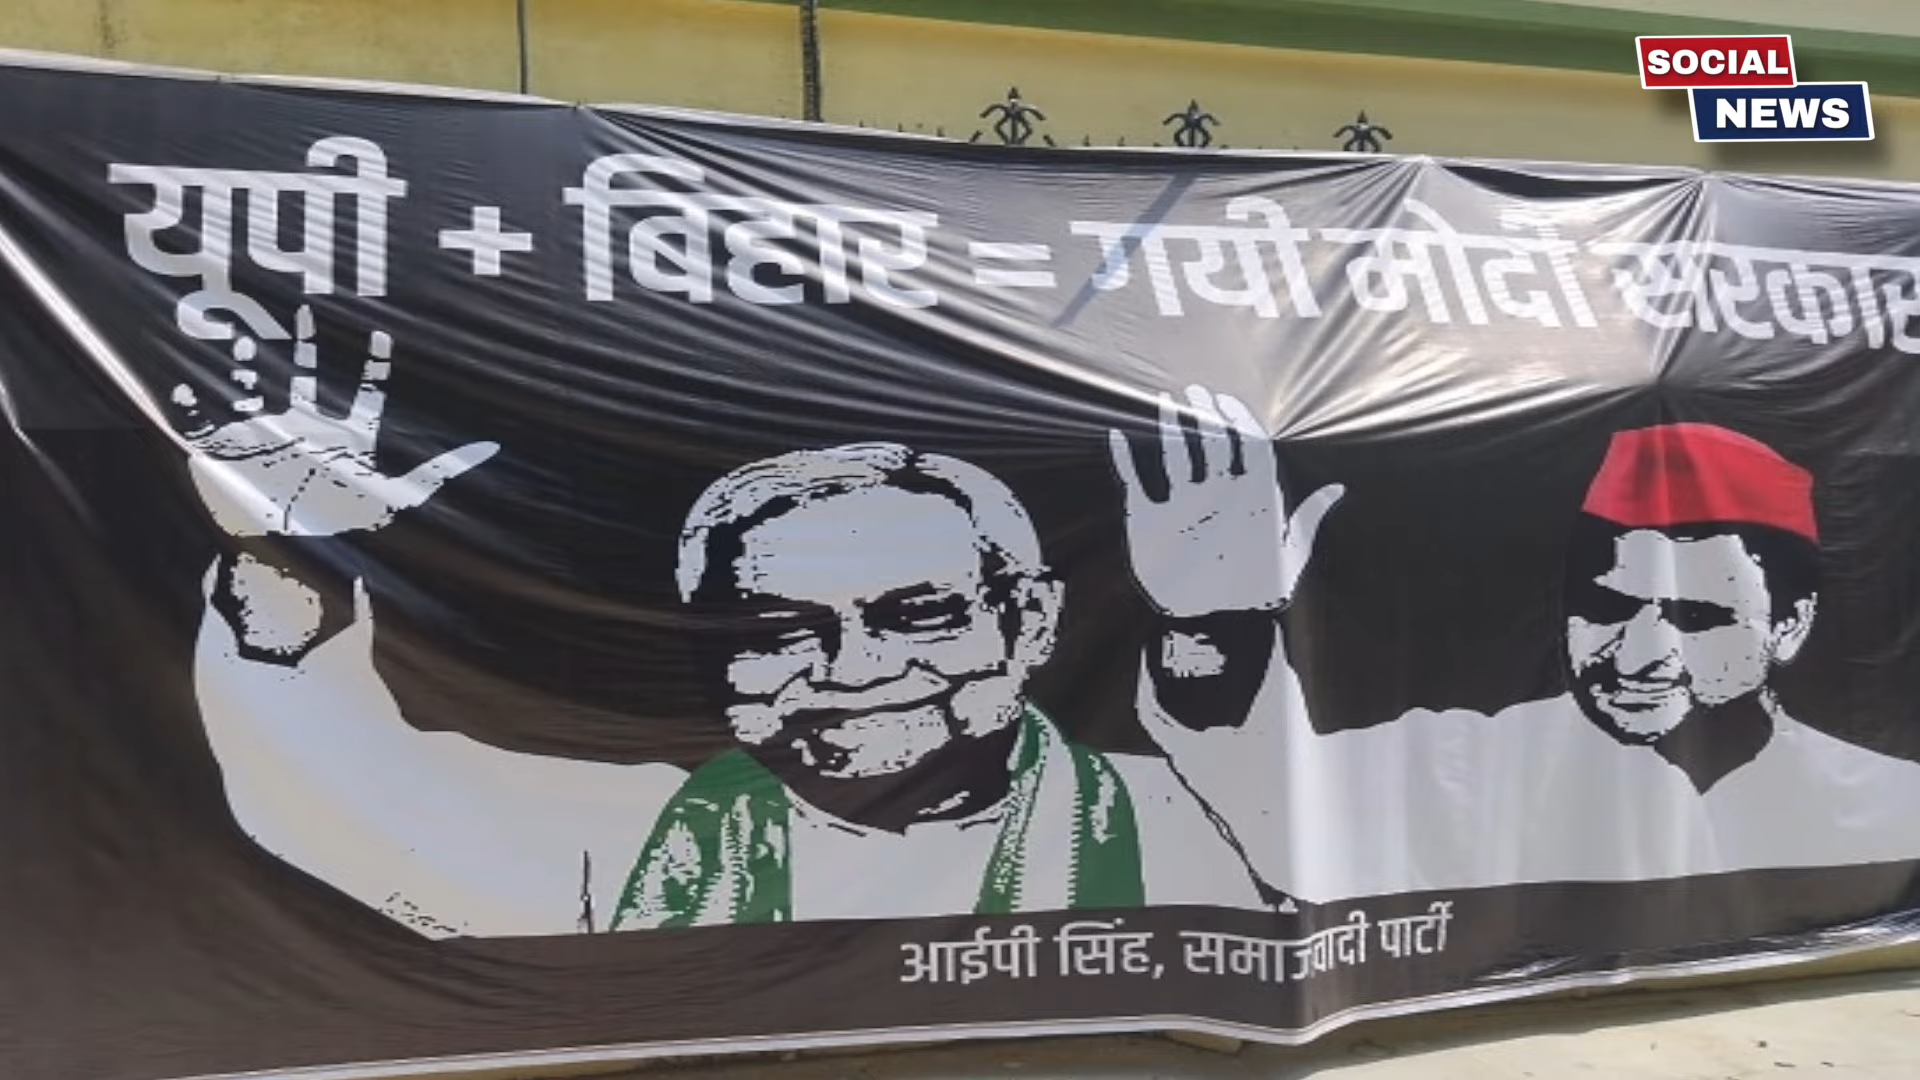 SOCIAL
NEWS
यूपी + बिहार = गयी मोदी सरकार
आईपी सिंह, समाजवादी पार्टी